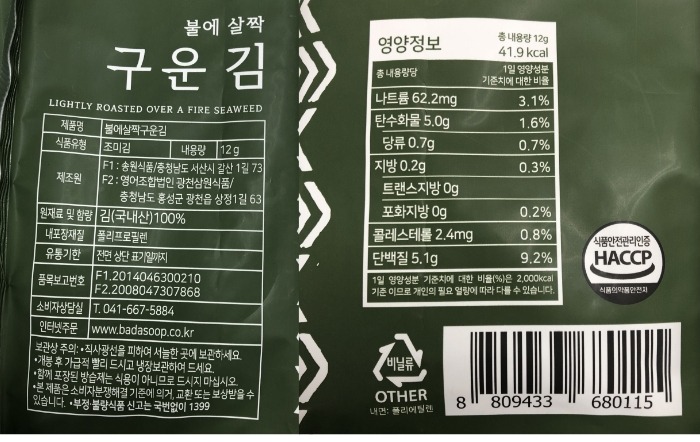 불에 살짝
구운 김
LIGHTLY ROASTED OVER A FIRE SEAWEED
제품명 불에살짝구운김
식품유형 조미김 내용량 12g
제조원 F1 : 송원식품/충청남도 서산시 갈산 1길 73
F2 : 영어조합법인 광천삼원식품/
충청남도 홍성군 광천읍 상정1길 63
원재료 및 함량 김(국내산)100%
내포장재질 폴리프로필렌
유통기한 전면 상단 표기일까지
품목보고번호 F1.2014046300210
F2.2008047307868
소비자상담실 T. 041-667-5884
인터넷주문 www.badasoop.co.kr
보관상 주의: •직사광선을 피하여 서늘한 곳에 보관하세요.
•개봉 후 가급적 빨리 드시고 냉장보관하여 드세요.
•함께 포장된 방습제는 식용이 아니므로 드시지 마십시오.
•본 제품은 소비자분쟁해결 기준에 의거, 교환 또는 보상받을 수
있습니다. •부정·불량식품 신고는 국번없이 1399
영양정보 총 내용량 12g
41.9 kcal
총 내용량당 1일 영양성분
기준치에 대한 비율
나트륨 62.2mg 3.1%
탄수화물 5.0g 1.6%
당류 0.7g 0.7%
지방 0.2g 0.3%
트랜스지방 0g
포화지방 0g 0.2%
콜레스테롤 2.4mg 0.8%
단백질 5.1g 9.2%
1일 영양성분 기준치에 대한 비율(%)은 2,000kcal
기준 이므로 개인의 필요 열량에 따라 다를 수 있습니다.
식품안전관리인증
HACCP
식품의약품안전처
비닐류
OTHER
내면: 폴리에틸렌
8 809433 680115